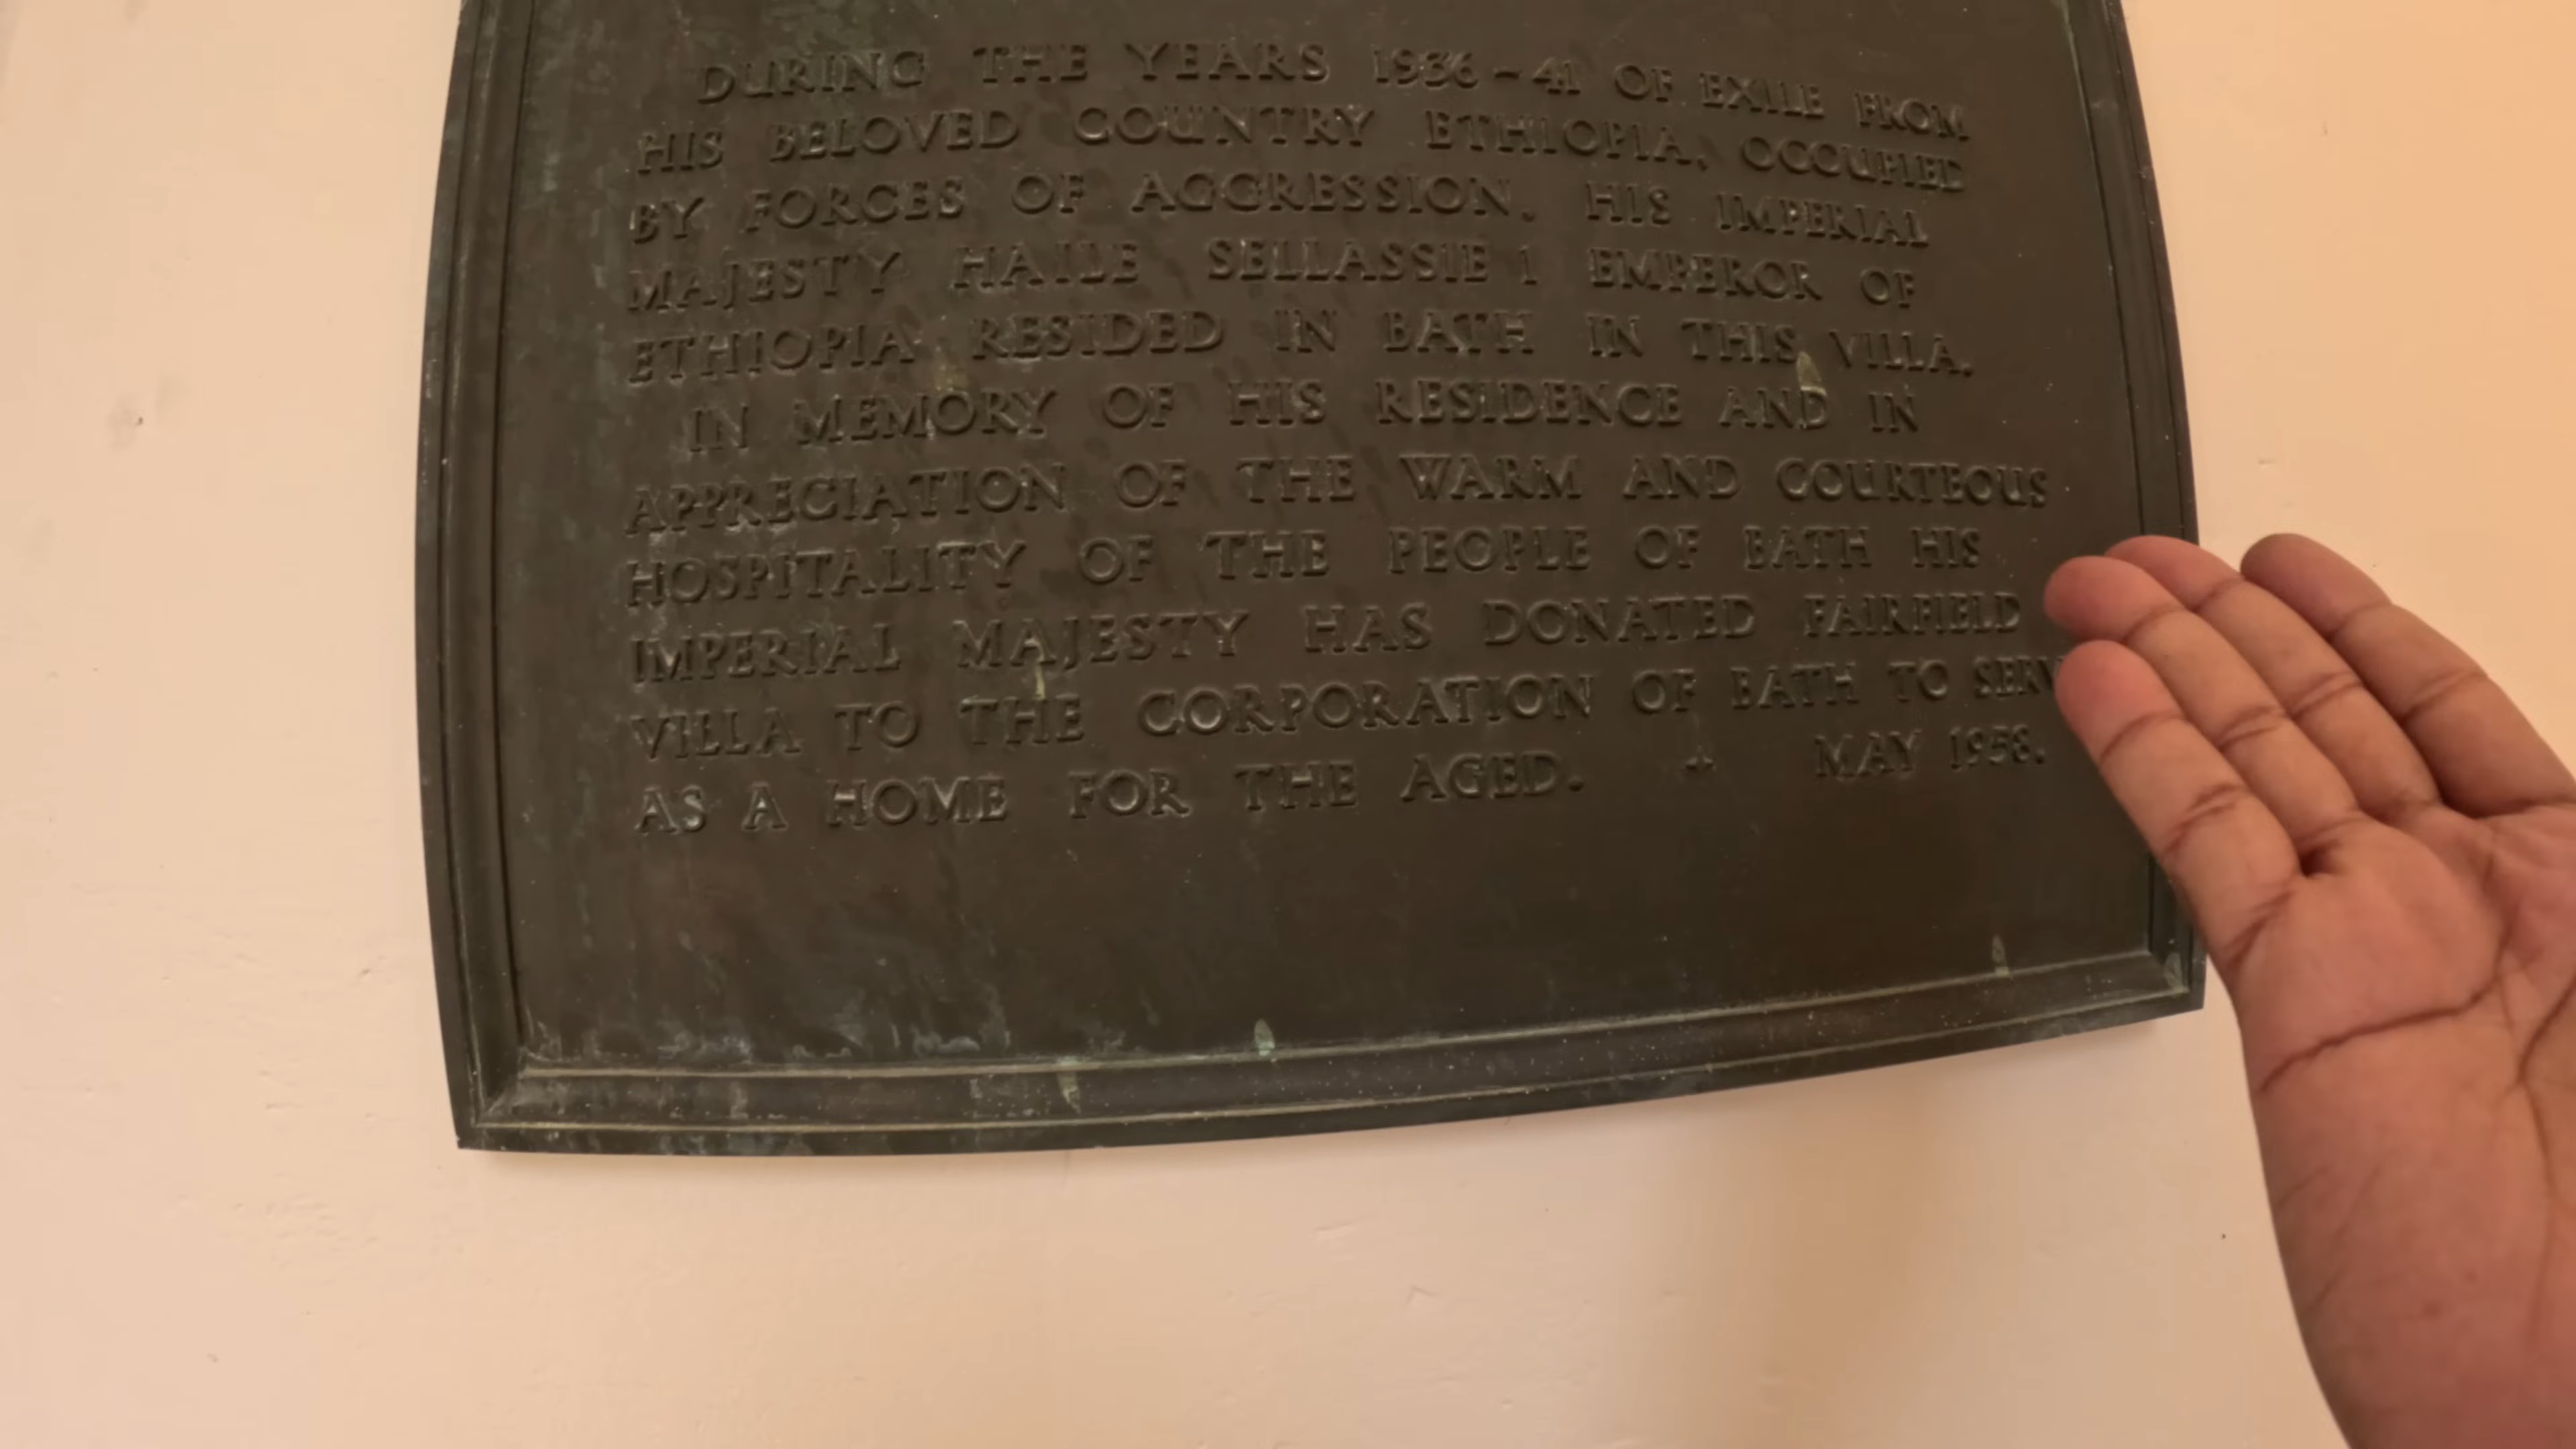 DURING THE YEARS 1936-41 OF EXILE FROM
HIS BELOVED COUNTRY ETHIOPIA, OCCUPIED
BY FORCES OF AGGRESSION, HIS IMPERIAL
MAJESTY HAILE SELLASSIE I EMPEROR OF
ETHIOPIA RESIDED IN BATH IN THIS VILLA.
IN MEMORY OF HIS RESIDENCE AND IN
APPRECIATION OF THE WARM AND COURTEOUS
HOSPITALITY OF THE PEOPLE OF BATH HIS
IMPERIAL MAJESTY HAS DONATED FAIRFIELD
VILLA TO THE CORPORATION OF BATH TO
AS A HOME FOR THE AGED. MAY 1958.